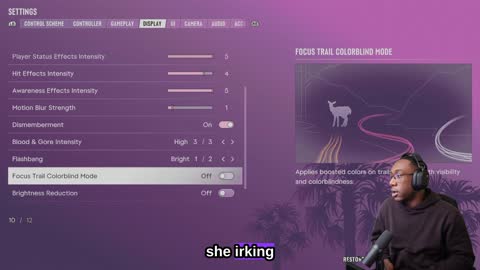 SETTINGS
CONTROL SCHEME CONTROLLER GAMEPLAY DISPLAY UI CAMERA AUDIO
Player Status Effects Intensity 5
Hit Effects Intensity 4
Awareness Effects Intensity 5
Motion Blur Strength 1
Dismemberment On
Blood & Gore Intensity High 3 / 3
Flashbang Bright 1 / 2
Focus Trail Colorblind Mode Off
Brightness Reduction Off
10 / 12
FOCUS TRAIL COLORBLIND MODE
Applies boosted colors on trail
visibility
and colorblindness.
she irking